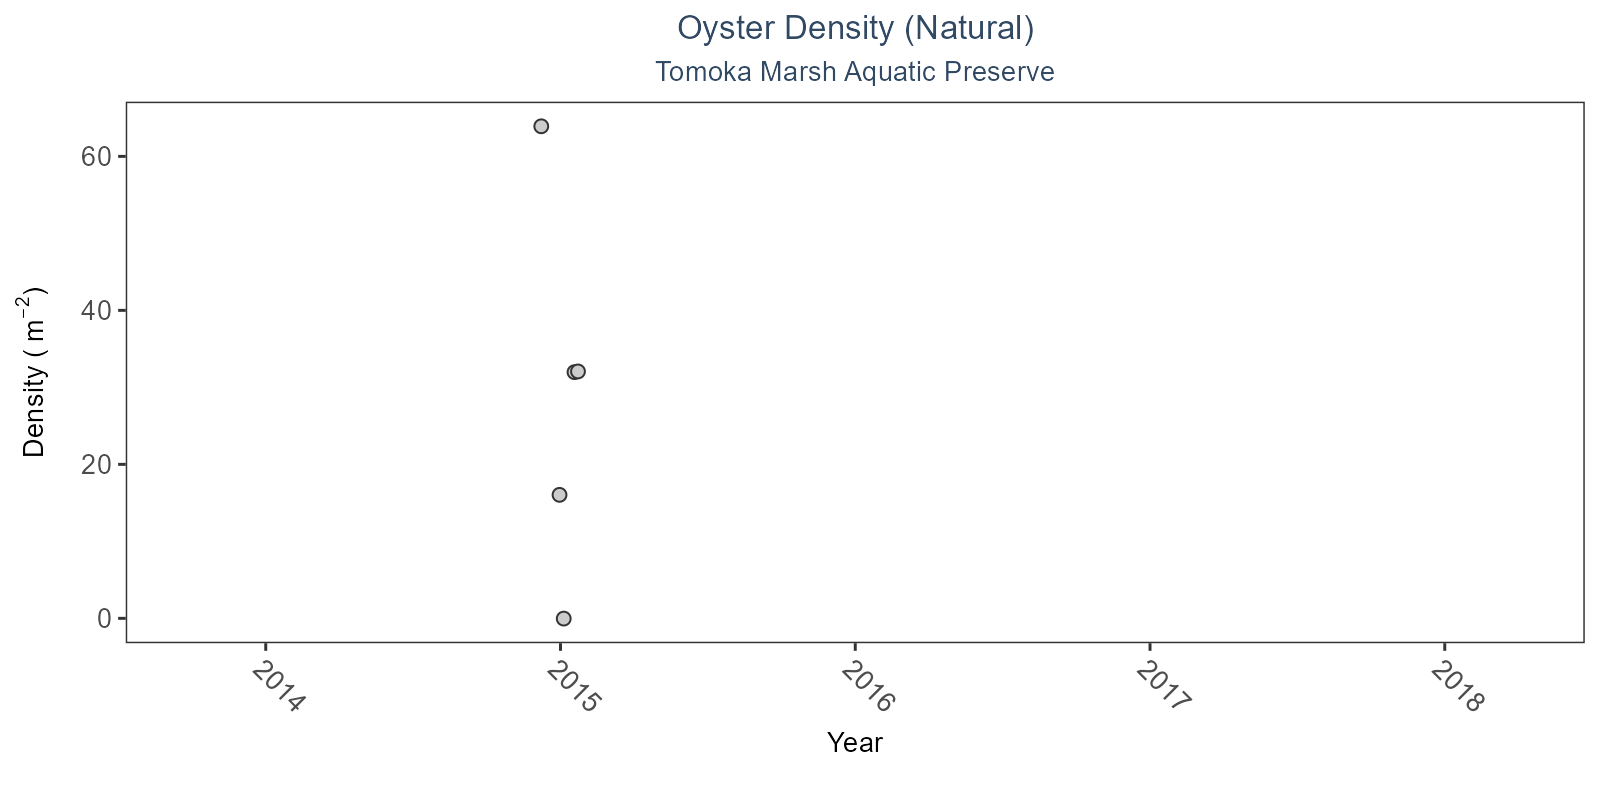 Oyster Density (Natural)
Tomoka Marsh Aquatic Preserve
Density ( m⁻²)
60
40
20
0
2014
2015
2016
2017
2018
Year